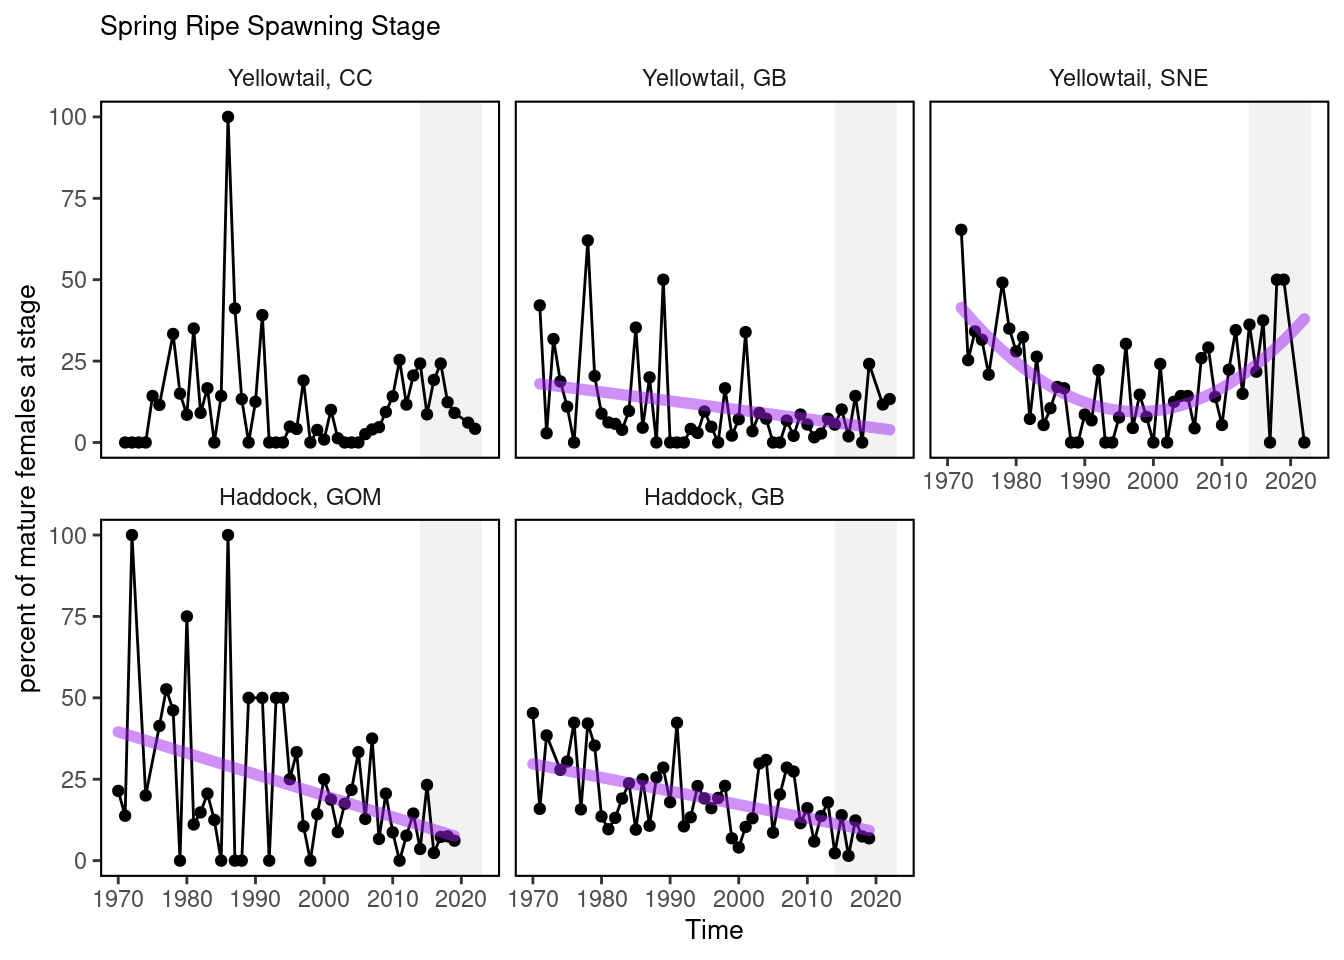 Spring Ripe Spawning Stage
Yellowtail, CC
Yellowtail, GB
Yellowtail, SNE
100
75
50
25
0
1970 1980 1990 2000 2010 2020
Haddock, GOM
Haddock, GB
100
75
50
25
0
1970 1980 1990 2000 2010 2020
1970 1980 1990 2000 2010 2020
percent of mature females at stage
Time